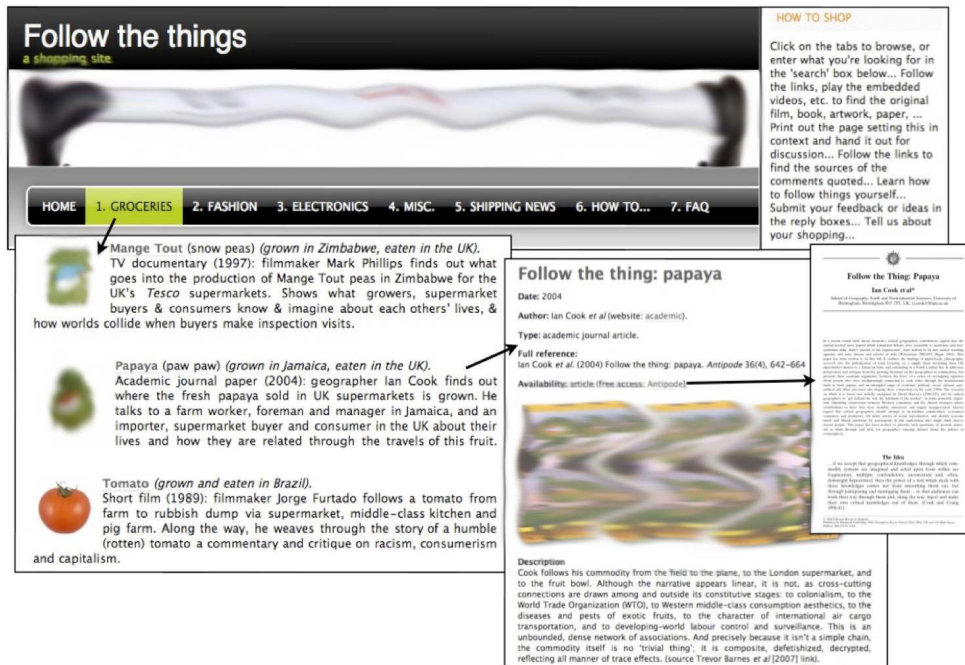 Follow the things
a shopping site
HOW TO SHOP
Click on the tabs to browse, or
enter what you're looking for in
the 'search' box below... Follow
the links, play the embedded
videos, etc. to find the original
film, book, artwork, paper, ...
Print out the page setting this in
context and hand it out for
discussion... Follow the links to
find the sources of the
comments quoted... Learn how
to follow things yourself...
Submit your feedback or ideas in
the reply boxes... Tell us about
your shopping...
HOME 1. GROCERIES 2. FASHION 3. ELECTRONICS 4. MISC. 5. SHIPPING NEWS 6. HOW TO... 7. FAQ
Mange Tout (snow peas) (grown in Zimbabwe, eaten in the UK).
TV documentary (1997): filmmaker Mark Phillips finds out what
goes into the production of Mange Tout peas in Zimbabwe for the
UK's Tesco supermarkets. Shows what growers, supermarket
buyers & consumers know & imagine about each others' lives, &
how worlds collide when buyers make inspection visits.
Papaya (paw paw) (grown in Jamaica, eaten in the UK).
Academic journal paper (2004): geographer Ian Cook finds out
where the fresh papaya sold in UK supermarkets is grown. He
talks to a farm worker, foreman and manager in Jamaica, and an
importer, supermarket buyer and consumer in the UK about their
lives and how they are related through the travels of this fruit.
Tomato (grown and eaten in Brazil).
Short film (1989): filmmaker Jorge Furtado follows a tomato from
farm to rubbish dump via supermarket, middle-class kitchen and
pig farm. Along the way, he weaves through the story of a humble
(rotten) tomato a commentary and critique on racism, consumerism
and capitalism.
Follow the thing: papaya
Date: 2004
Author: Ian Cook et al (website: academic).
Type: academic journal article.
Full reference:
Ian Cook et al. (2004) Follow the thing: papaya. Antipode 36(4), 642-664
Availability: article (free access: Antipode)
Description
Cook follows his commodity from the field to the plane, to the London supermarket, and
to the fruit bowl. Although the narrative appears linear, it is not, as cross-cutting
connections are drawn among and outside its constitutive stages: to colonialism, to the
World Trade Organization (WTO), to Western middle-class consumption aesthetics, to the
diseases and pests of exotic fruits, to the character of international air cargo
transportation, and to developing-world labour control and surveillance. This is an
unbounded, dense network of associations. And precisely because it isn't a simple chain,
the commodity itself is no 'trivial thing'; it is composite, defetishized, decrypted,
reflecting all manner of trace effects. (source Trevor Barnes et al [2007] link).
Follow the Thing: Papaya
Ian Cook et al*
The Idea